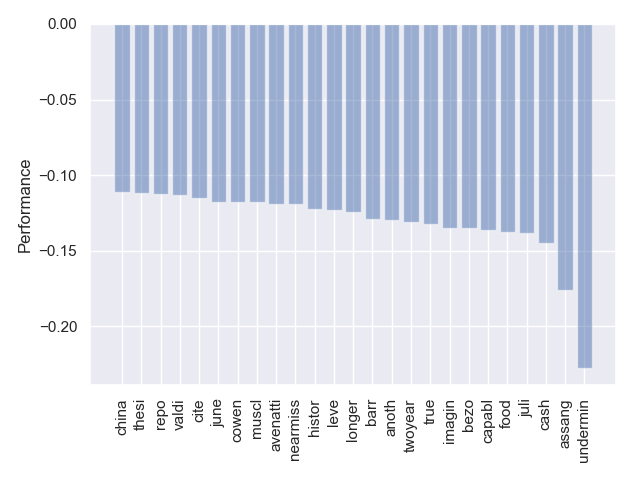 0.00
−0.05
−0.10
−0.15
−0.20
Performance
china
thesi
repo
valdi
cite
june
cowen
muscl
avenatti
nearmiss
histor
leve
longer
barr
anoth
twoyear
true
imagin
bezo
capabl
food
juli
cash
assang
undermin